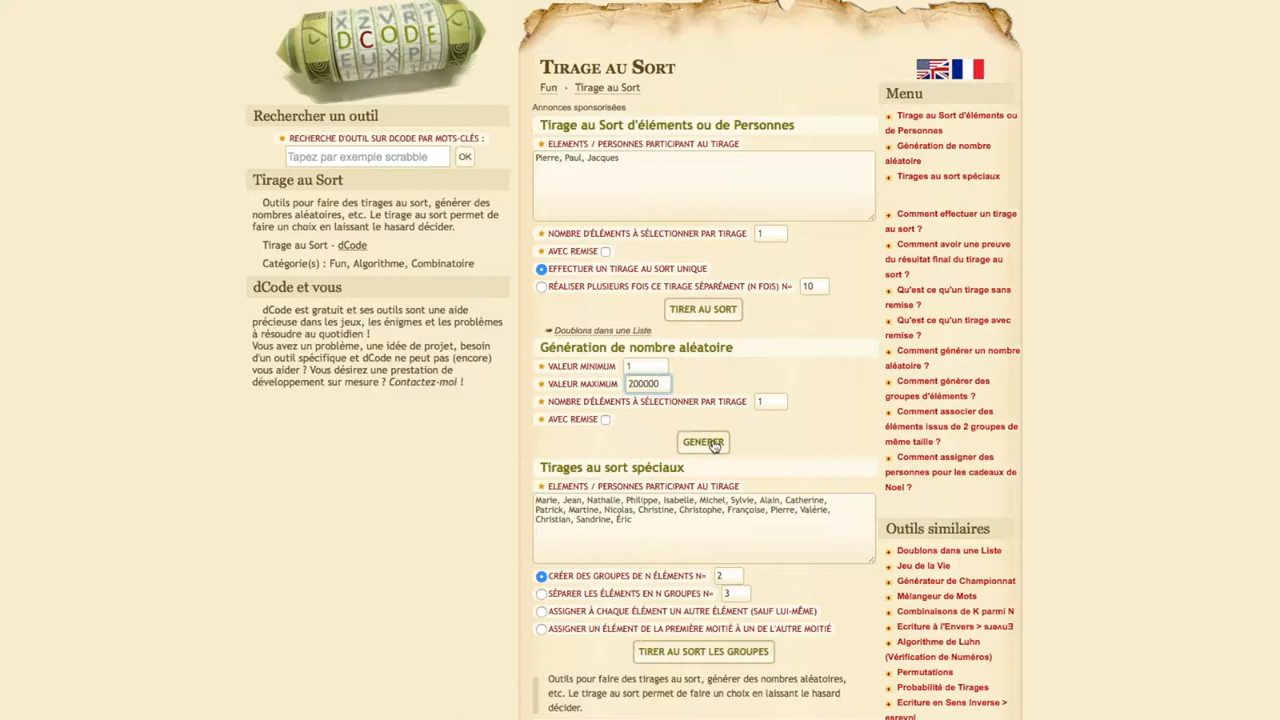 X Z V R T
D C O D E
F U X P L
Rechercher un outil
RECHERCHE D'OUTIL SUR DCODE PAR MOTS-CLÉS :
Tapez par exemple scrabble
OK
Tirage au Sort
Outils pour faire des tirages au sort, générer des
nombres aléatoires, etc. Le tirage au sort permet de
faire un choix en laissant le hasard décider.
Tirage au Sort - dCode
Catégorie(s) : Fun, Algorithme, Combinatoire
dCode et vous
dCode est gratuit et ses outils sont une aide
précieuse dans les jeux, les énigmes et les problèmes
à résoudre au quotidien !
Vous avez un problème, une idée de projet, besoin
d'un outil spécifique et dCode ne peut pas (encore)
vous aider ? Vous désirez une prestation de
développement sur mesure ? Contactez-moi !
TIRAGE AU SORT
Fun · Tirage au Sort
Annonces sponsorisées
Tirage au Sort d'éléments ou de Personnes
ELEMENTS / PERSONNES PARTICIPANT AU TIRAGE
Pierre, Paul, Jacques
NOMBRE D'ÉLÉMENTS À SÉLECTIONNER PAR TIRAGE 1
AVEC REMISE
EFFECTUER UN TIRAGE AU SORT UNIQUE
RÉALISER PLUSIEURS FOIS CE TIRAGE SÉPARÉMENT (N FOIS) N= 10
TIRER AU SORT
Doublons dans une Liste
Génération de nombre aléatoire
VALEUR MINIMUM 1
VALEUR MAXIMUM 200000
NOMBRE D'ÉLÉMENTS À SÉLECTIONNER PAR TIRAGE 1
AVEC REMISE
GENERER
Tirages au sort spéciaux
ELEMENTS / PERSONNES PARTICIPANT AU TIRAGE
Marie, Jean, Nathalie, Philippe, Isabelle, Michel, Sylvie, Alain, Catherine,
Patrick, Martine, Nicolas, Christine, Christophe, Françoise, Pierre, Valérie,
Christian, Sandrine, Éric
CRÉER DES GROUPES DE N ÉLÉMENTS N= 2
SÉPARER LES ÉLÉMENTS EN N GROUPES N= 3
ASSIGNER À CHAQUE ÉLÉMENT UN AUTRE ÉLÉMENT (SAUF LUI-MÊME)
ASSIGNER UN ÉLÉMENT DE LA PREMIÈRE MOITIÉ À UN DE L'AUTRE MOITIÉ
TIRER AU SORT LES GROUPES
Outils pour faire des tirages au sort, générer des nombres aléatoires,
etc. Le tirage au sort permet de faire un choix en laissant le hasard
décider.
Menu
Tirage au Sort d'éléments ou
de Personnes
Génération de nombre
aléatoire
Tirages au sort spéciaux
Comment effectuer un tirage
au sort ?
Comment avoir une preuve
du résultat final du tirage au
sort ?
Qu'est ce qu'un tirage sans
remise ?
Qu'est ce qu'un tirage avec
remise ?
Comment générer un nombre
aléatoire ?
Comment générer des
groupes d'éléments ?
Comment associer des
éléments issus de 2 groupes de
même taille ?
Comment assigner des
personnes pour les cadeaux de
Noel ?
Outils similaires
Doublons dans une Liste
Jeu de la Vie
Générateur de Championnat
Mélangeur de Mots
Combinaisons de K parmi N
Ecriture à l'Envers >
Algorithme de Luhn
(Vérification de Numéros)
Permutations
Probabilité de Tirages
Ecriture en Sens Inverse >
esrevnI